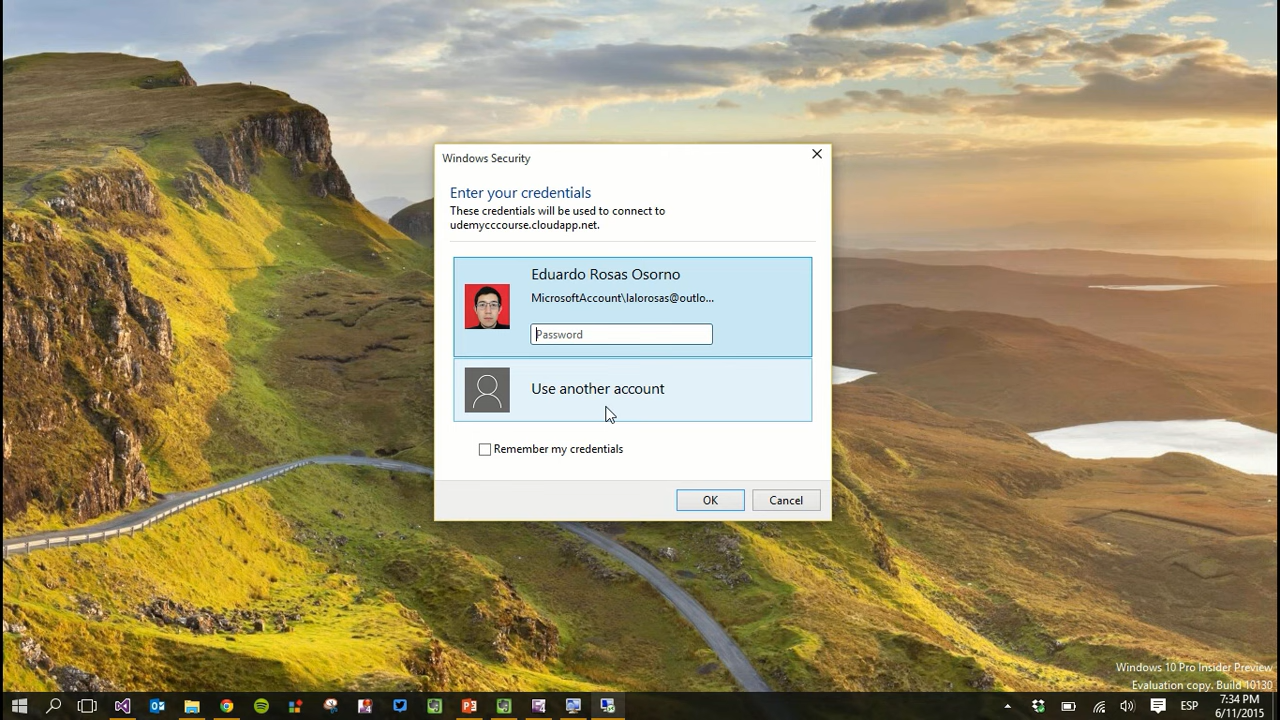 Windows Security
Enter your credentials
These credentials will be used to connect to
udemycccourse.cloudapp.net.
Eduardo Rosas Osorno
MicrosoftAccount\lalorosas@outlo...
Password
Use another account
Remember my credentials
OK Cancel
Windows 10 Pro Insider Preview
Evaluation copy. Build 10130
ESP
7:34 PM
6/11/2015